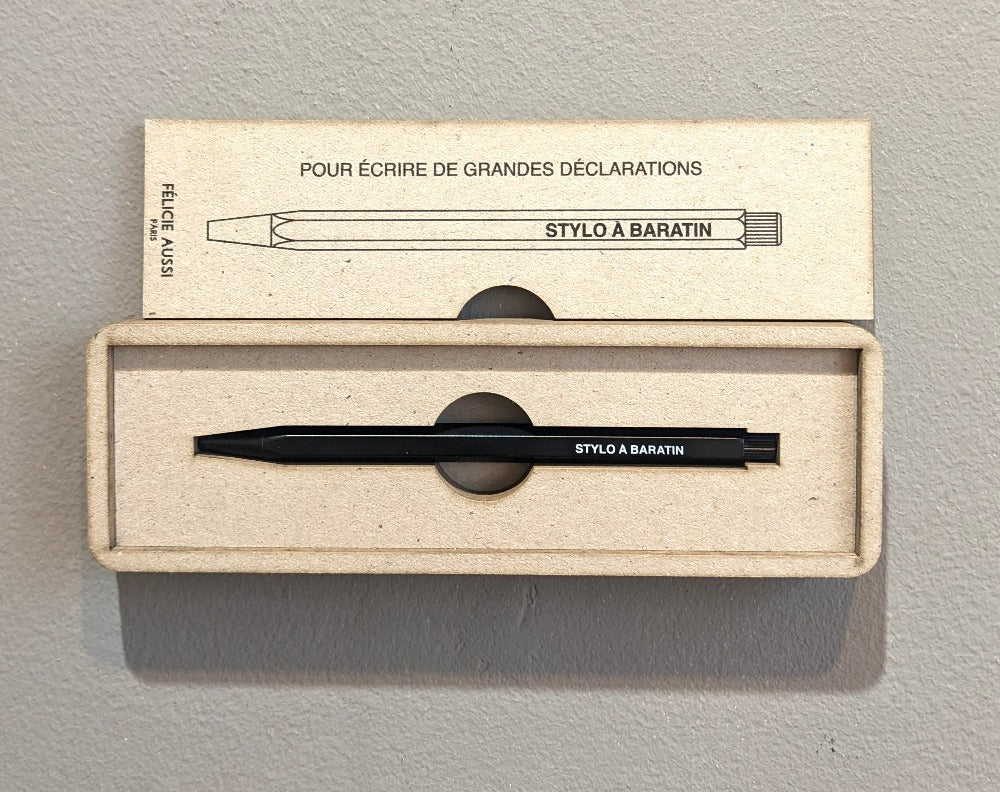 POUR ÉCRIRE DE GRANDES DÉCLARATIONS
FÉLICIE AUSSI
PARIS
STYLO À BARATIN
STYLO A BARATIN